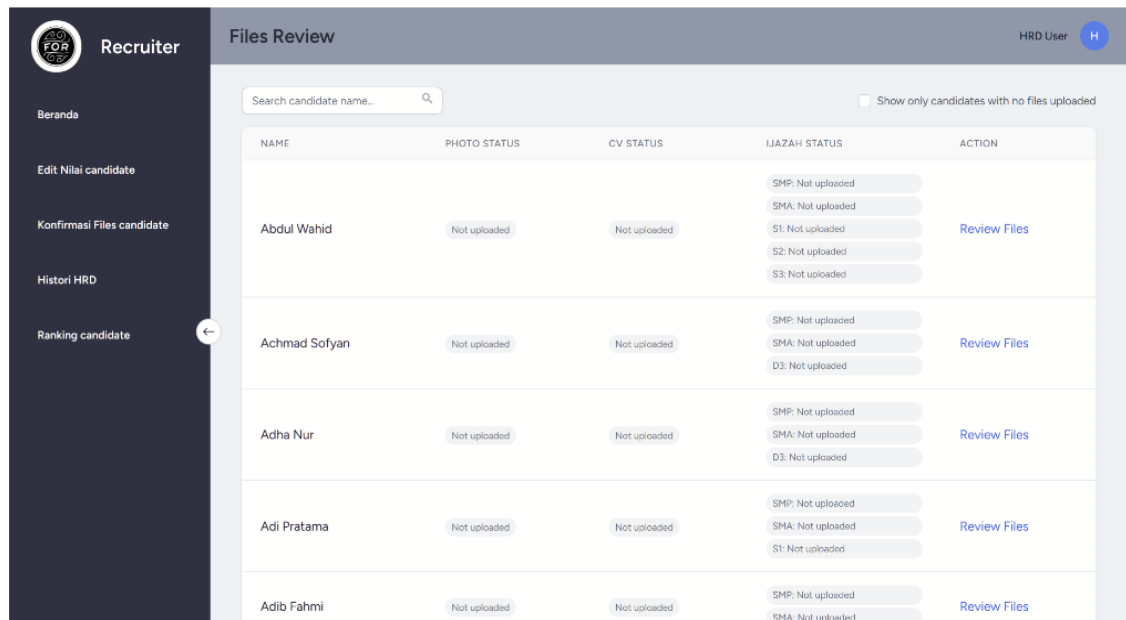 FOR
Recruiter
Files Review
HRD User
H
Beranda
Edit Nilai candidate
Konfirmasi Files candidate
Histori HRD
Ranking candidate
Search candidate name...
Show only candidates with no files uploaded
NAME PHOTO STATUS CV STATUS IJAZAH STATUS ACTION
SMP: Not uploaded
SMA: Not uploaded
Abdul Wahid Not uploaded Not uploaded S1: Not uploaded Review Files
S2: Not uploaded
S3: Not uploaded
SMP: Not uploaded
Achmad Sofyan Not uploaded Not uploaded SMA: Not uploaded Review Files
D3: Not uploaded
SMP: Not uploaded
Adha Nur Not uploaded Not uploaded SMA: Not uploaded Review Files
D3: Not uploaded
SMP: Not uploaded
Adi Pratama Not uploaded Not uploaded SMA: Not uploaded Review Files
S1: Not uploaded
SMP: Not uploaded
Adib Fahmi Not uploaded Not uploaded Review Files
SMA: Not uploaded